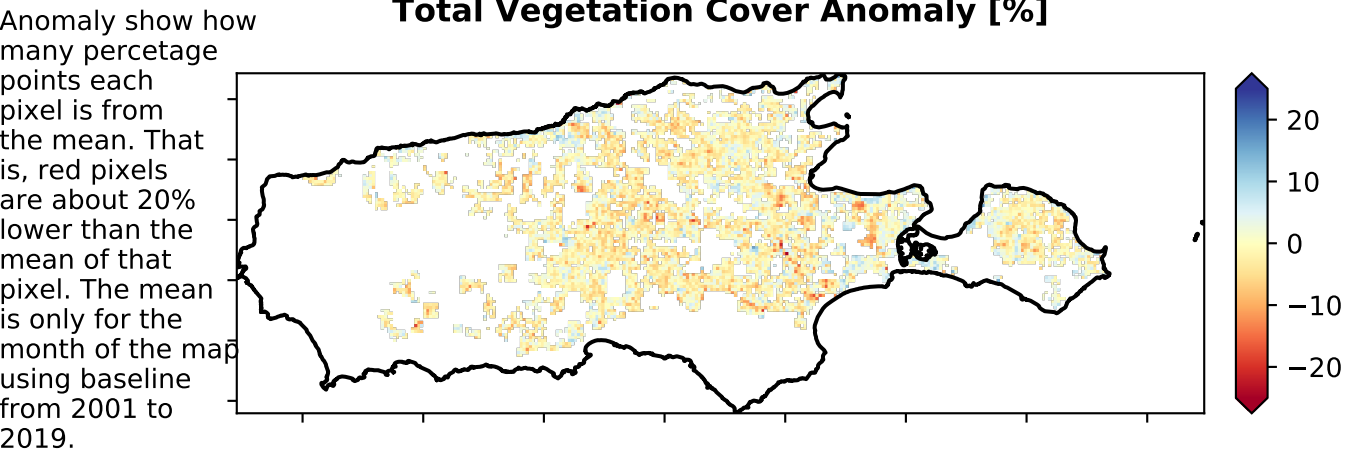 Total Vegetation Cover Anomaly [%]
Anomaly show how
many percetage
points each
pixel is from
the mean. That
is, red pixels
are about 20%
lower than the
mean of that
pixel. The mean
is only for the
month of the map
using baseline
from 2001 to
2019.
20
10
0
−10
−20